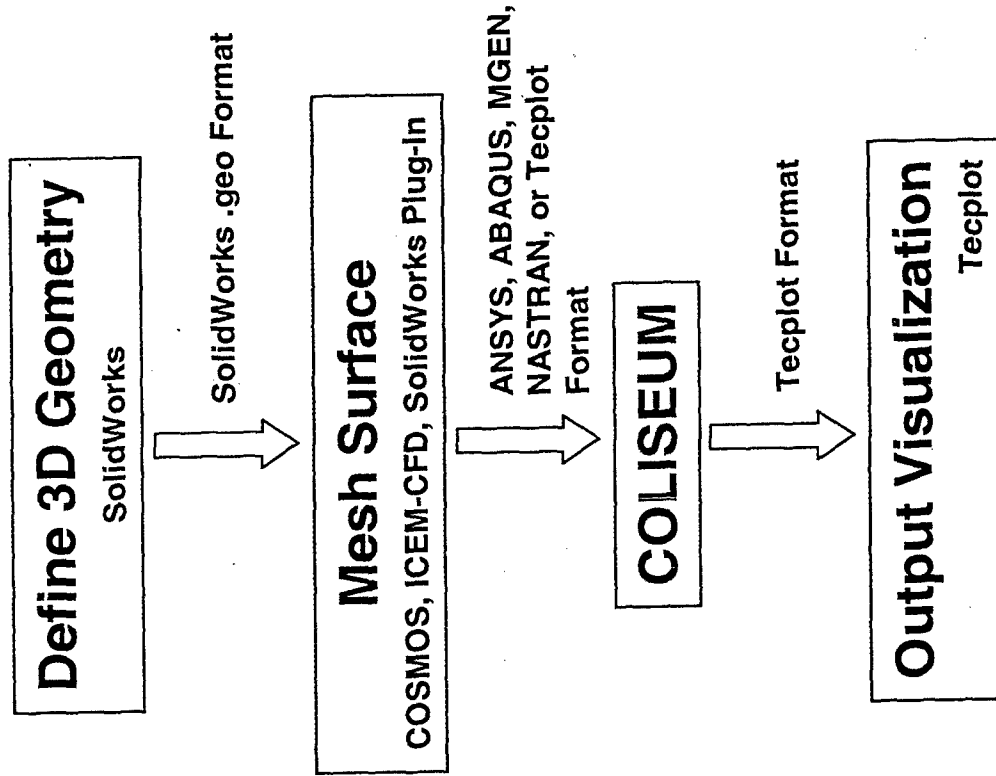 Define 3D Geometry
SolidWorks
SolidWorks .geo Format
Mesh Surface
COSMOS, ICEM-CFD, SolidWorks Plug-In
ANSYS, ABAQUS, MGEN,
NASTRAN, or Tecplot
Format
COLISEUM
Tecplot Format
Output Visualization
Tecplot